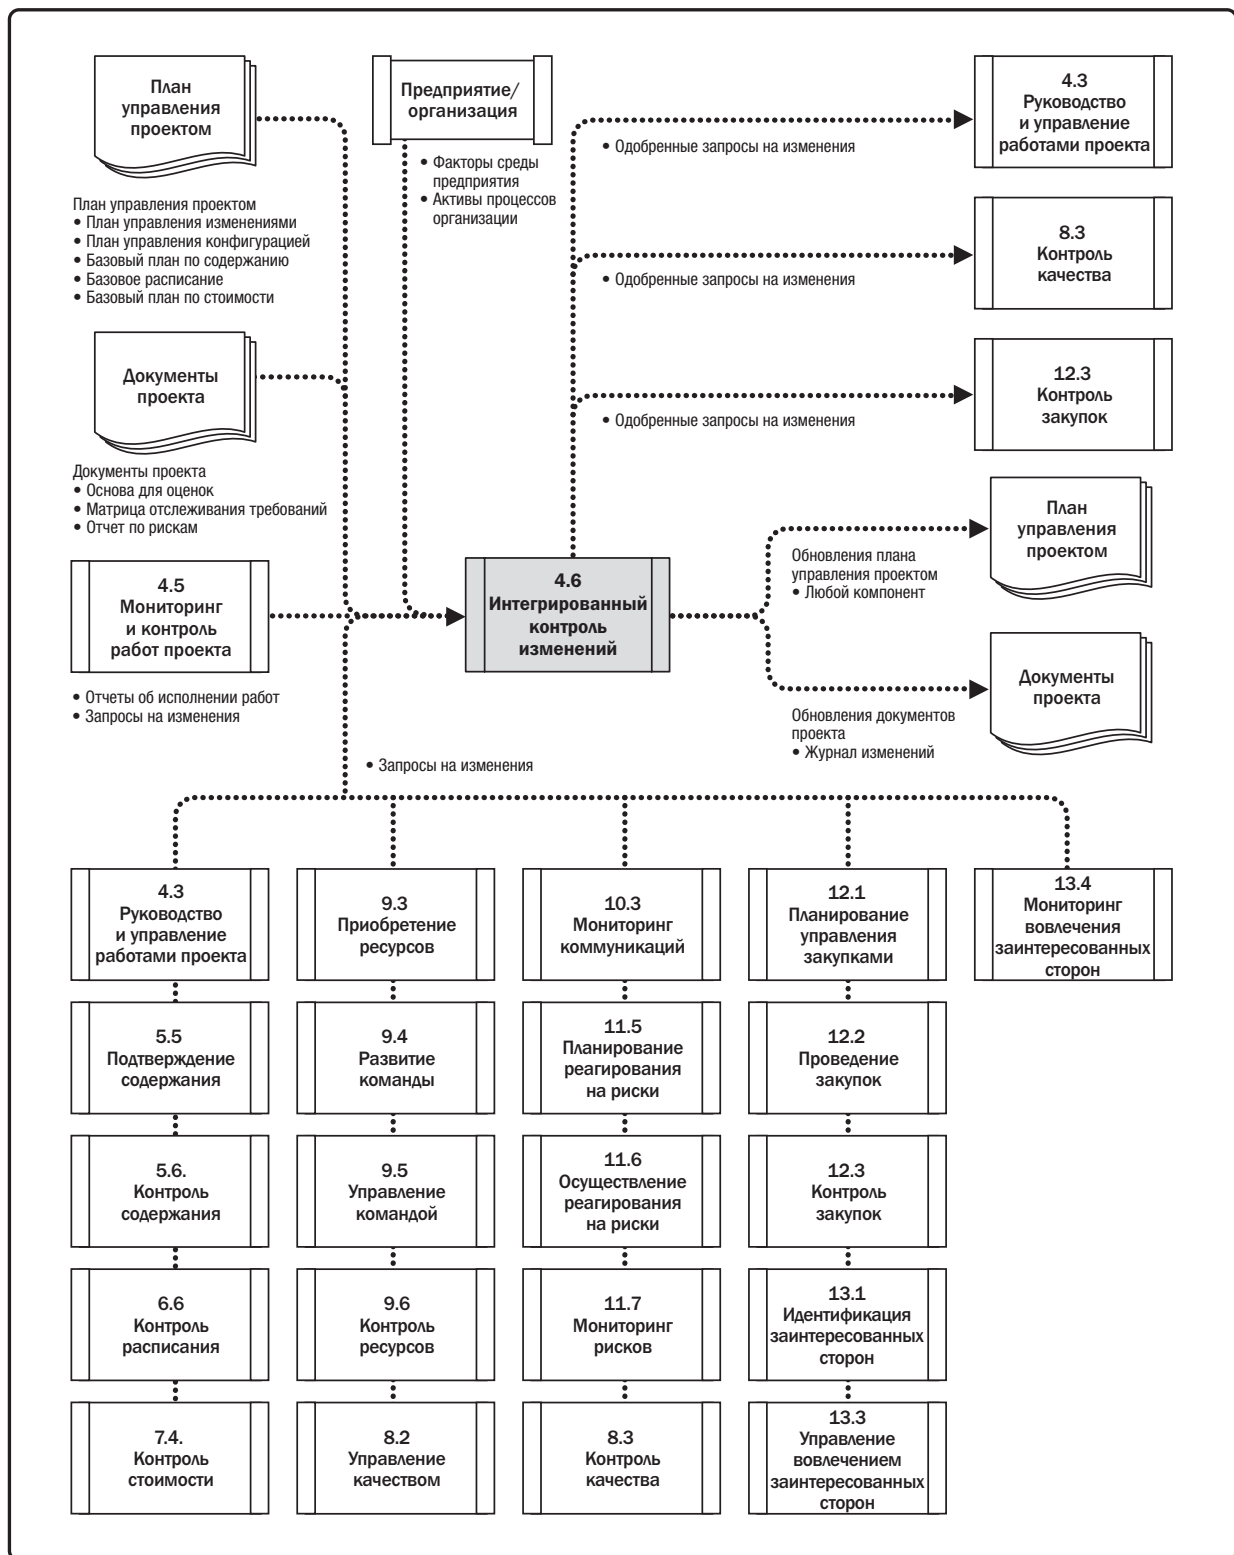 План
управления
проектом
План управления проектом
• План управления изменениями
• План управления конфигурацией
• Базовый план по содержанию
• Базовое расписание
• Базовый план по стоимости
Предприятие/
организация
• Факторы среды
предприятия
• Активы процессов
организации
• Одобренные запросы на изменения
4.3
Руководство
и управление
работами проекта
• Одобренные запросы на изменения
8.3
Контроль
качества
• Одобренные запросы на изменения
12.3
Контроль
закупок
Документы
проекта
Документы проекта
• Основа для оценок
• Матрица отслеживания требований
• Отчет по рискам
4.5
Мониторинг
и контроль
работ проекта
• Отчеты об исполнении работ
• Запросы на изменения
4.6
Интегрированный
контроль
изменений
Обновления плана
управления проектом
• Любой компонент
План
управления
проектом
Обновления документов
проекта
• Журнал изменений
Документы
проекта
• Запросы на изменения
4.3
Руководство
и управление
работами проекта
9.3
Приобретение
ресурсов
10.3
Мониторинг
коммуникаций
12.1
Планирование
управления
закупками
13.4
Мониторинг
вовлечения
заинтересованных
сторон
5.5
Подтверждение
содержания
9.4
Развитие
команды
11.5
Планирование
реагирования
на риски
12.2
Проведение
закупок
5.6.
Контроль
содержания
9.5
Управление
командой
11.6
Осуществление
реагирования
на риски
12.3
Контроль
закупок
6.6
Контроль
расписания
9.6
Контроль
ресурсов
11.7
Мониторинг
рисков
13.1
Идентификация
заинтересованных
сторон
7.4.
Контроль
стоимости
8.2
Управление
качеством
8.3
Контроль
качества
13.3
Управление
вовлечением
заинтересованных
сторон